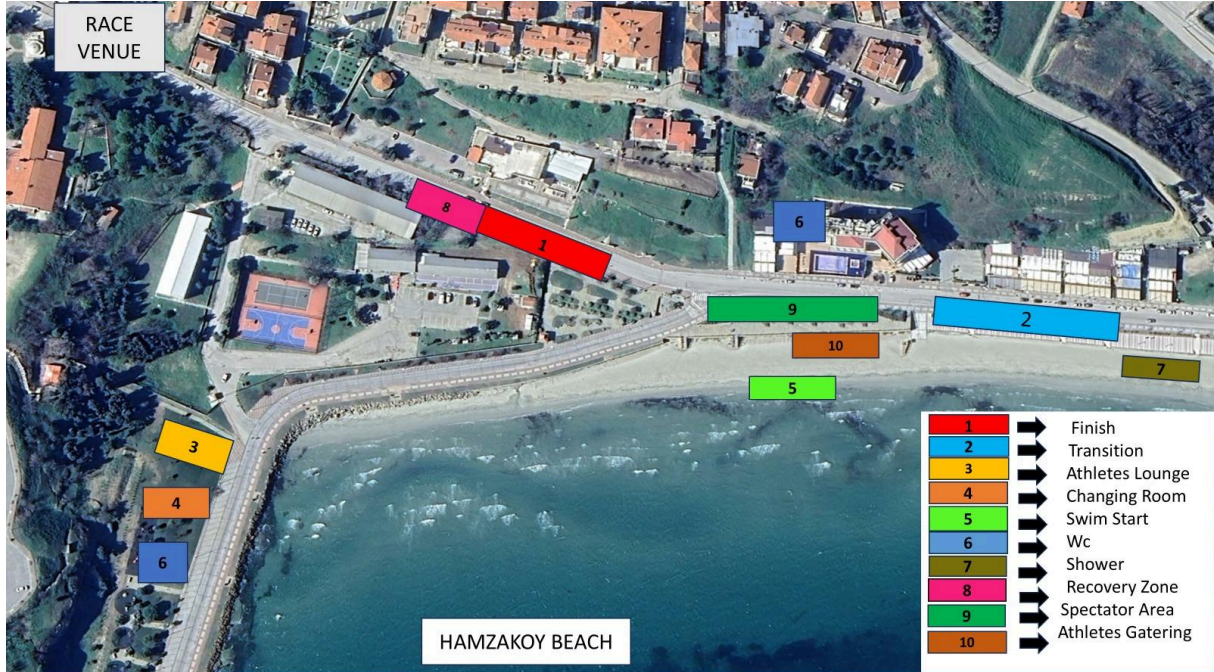 RACE
VENUE
6
8
1
9
2
10
7
5
3
4
6
HAMZAKOY BEACH
1 Finish
2 Transition
3 Athletes Lounge
4 Changing Room
5 Swim Start
6 Wc
7 Shower
8 Recovery Zone
9 Spectator Area
10 Athletes Gatering